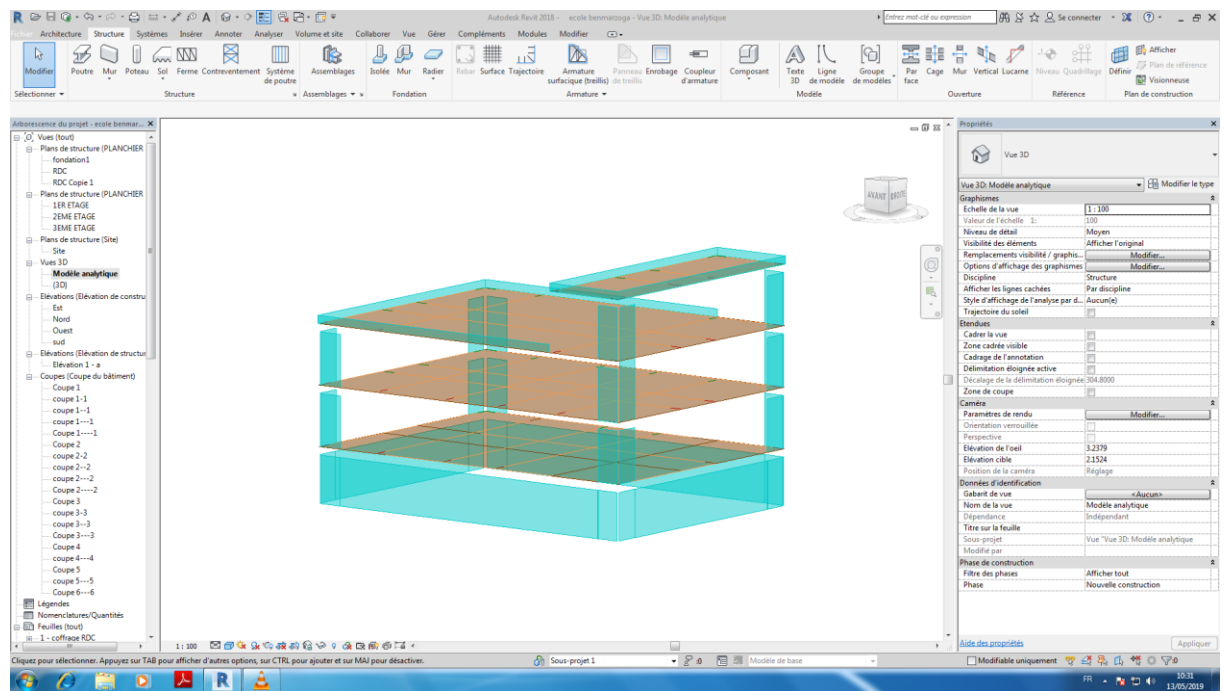 Autodesk Revit 2018 - ecole benmarzoga - Vue 3D: Modèle analytique
Entrez mot-clé ou expression
Se connecter
Fichier Architecture Structure Systèmes Insérer Annoter Analyser Volume et site Collaborer Vue Gérer Compléments Modules Modifier
Modifier Poutre Mur Poteau Sol Ferme Contreventement Système de poutre Assemblages Isolée Mur Radier Rebar Surface Trajectoire Armature surfacique (treillis) Panneau de treillis Enrobage Coupleur d'armature Composant Texte 3D Ligne de modèle Groupe de modèles Par face Cage Mur Vertical Lucarne Niveau Quadrillage Définir Afficher
Plan de référence
Visionneuse
Sélectionner Structure Assemblages Fondation Armature Modèle Ouverture Référence Plan de construction
Arborescence du projet - ecole benmar...
Vues (tout)
Plans de structure (PLANCHIER
fondation1
RDC
RDC Copie 1
Plans de structure (PLANCHIER
1ER ETAGE
2EME ETAGE
3EME ETAGE
Plans de structure (Site)
Site
Vues 3D
Modèle analytique
(3D)
Elévations (Elévation de constru
Est
Nord
Ouest
sud
Elévations (Elévation de structur
Elévation 1 - a
Coupes (Coupe du bâtiment)
Coupe 1
coupe 1-1
coupe 1--1
coupe 1---1
Coupe 1----1
Coupe 2
coupe 2-2
coupe 2--2
coupe 2---2
Coupe 2----2
Coupe 3
coupe 3-3
coupe 3--3
Coupe 3---3
Coupe 4
coupe 4---4
Coupe 5
coupe 5---5
Coupe 6---6
Légendes
Nomenclatures/Quantités
Feuilles (tout)
1 - coffrage RDC
AVANT DROITE
Propriétés
Vue 3D
Vue 3D: Modèle analytique
Modifier le type
Graphismes
Echelle de la vue 1 : 100
Valeur de l'échelle 1: 100
Niveau de détail Moyen
Visibilité des éléments Afficher l'original
Remplacements visibilité / graphis... Modifier...
Options d'affichage des graphismes Modifier...
Discipline Structure
Afficher les lignes cachées Par discipline
Style d'affichage de l'analyse par d... Aucun(e)
Trajectoire du soleil
Etendues
Cadrer la vue
Zone cadrée visible
Cadrage de l'annotation
Délimitation éloignée active
Décalage de la délimitation éloignée 304.8000
Zone de coupe
Caméra
Paramètres de rendu Modifier...
Orientation verrouillée
Perspective
Elévation de l'oeil 3.2379
Elévation cible 2.1524
Position de la caméra Réglage
Données d'identification
Gabarit de vue <Aucun>
Nom de la vue Modèle analytique
Dépendance Indépendant
Titre sur la feuille
Sous-projet Vue "Vue 3D: Modèle analytique
Modifié par
Phase de construction
Filtre des phases Afficher tout
Phase Nouvelle construction
Aide des propriétés
Appliquer
1 : 100
Cliquez pour sélectionner. Appuyez sur TAB pour afficher d'autres options, sur CTRL pour ajouter et sur MAJ pour désactiver.
Sous-projet 1
:0
Modèle de base
Modifiable uniquement
:0
FR
10:31
13/05/2019